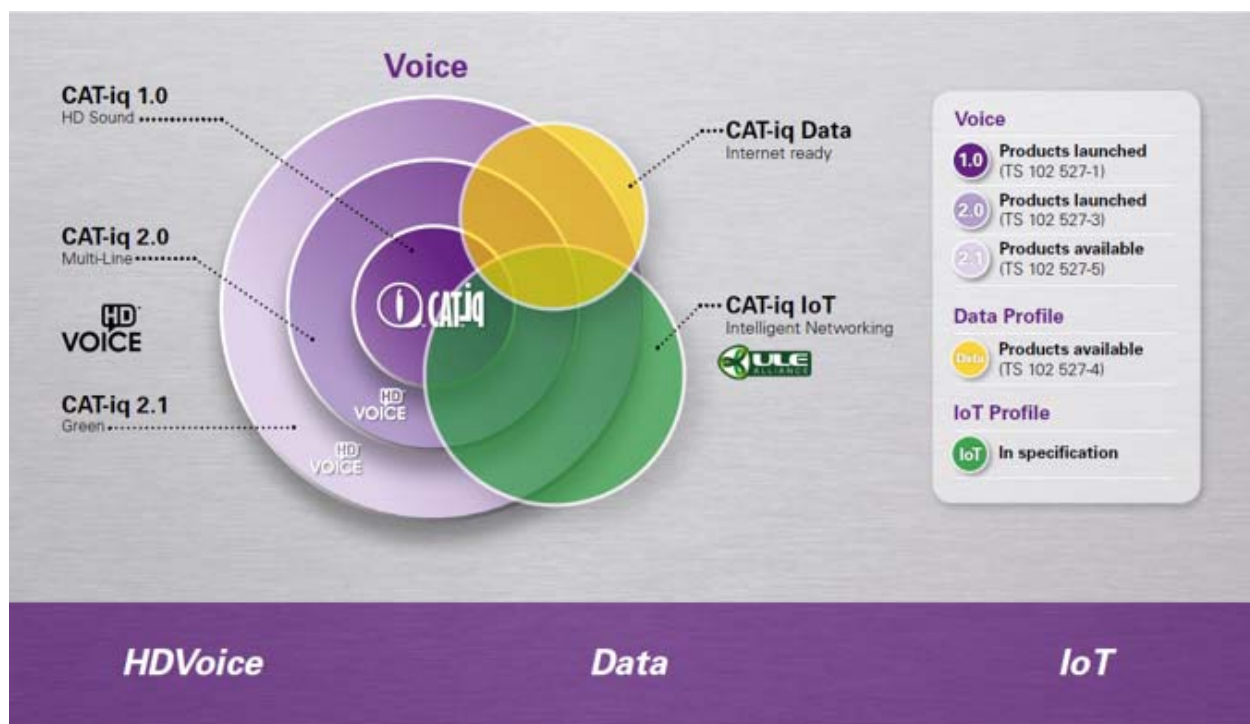 Voice
CAT-iq 1.0
HD Sound
CAT-iq 2.0
Multi-Line
HD
VOICE
CAT-iq 2.1
Green
CAT-iq
HD
VOICE
HD
VOICE
CAT-iq Data
Internet ready
CAT-iq IoT
Intelligent Networking
ULE
ALLIANCE
Voice
1.0 Products launched
(TS 102 527-1)
2.0 Products launched
(TS 102 527-3)
2.1 Products available
(TS 102 527-5)
Data Profile
Data Products available
(TS 102 527-4)
IoT Profile
IoT In specification
HDVoice
Data
IoT